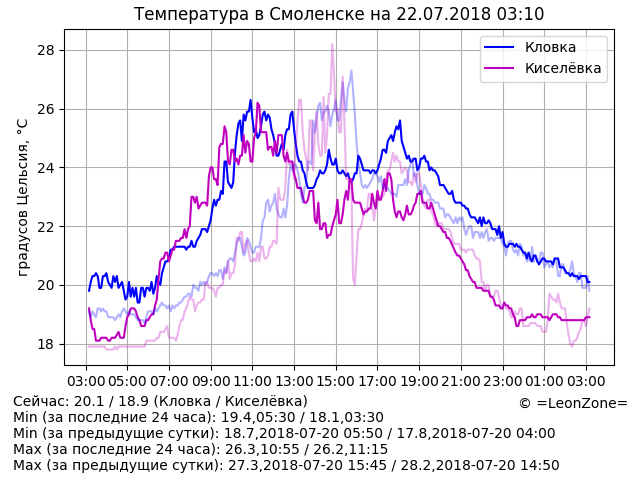 Температура в Смоленске на 22.07.2018 03:10
Кловка
Киселёвка
градусов Цельсия, °C
28
26
24
22
20
18
03:00 05:00 07:00 09:00 11:00 13:00 15:00 17:00 19:00 21:00 23:00 01:00 03:00
Сейчас: 20.1 / 18.9 (Кловка / Киселёвка)
© =LeonZone=
Min (за последние 24 часа): 19.4,05:30 / 18.1,03:30
Min (за предыдущие сутки): 18.7,2018-07-20 05:50 / 17.8,2018-07-20 04:00
Max (за последние 24 часа): 26.3,10:55 / 26.2,11:15
Max (за предыдущие сутки): 27.3,2018-07-20 15:45 / 28.2,2018-07-20 14:50